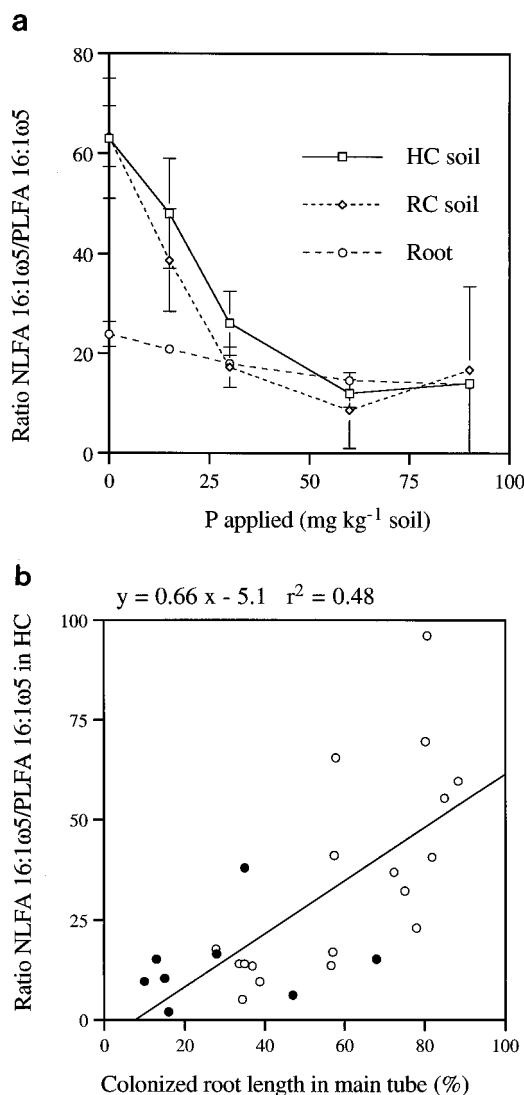 a
Ratio NLFA 16:1ω5/PLFA 16:1ω5
80
60
40
20
0
HC soil
RC soil
Root
0 25 50 75 100
P applied (mg kg⁻¹ soil)
b
y = 0.66 x - 5.1 r² = 0.48
Ratio NLFA 16:1ω5/PLFA 16:1ω5 in HC
100
75
50
25
0
0 20 40 60 80 100
Colonized root length in main tube (%)